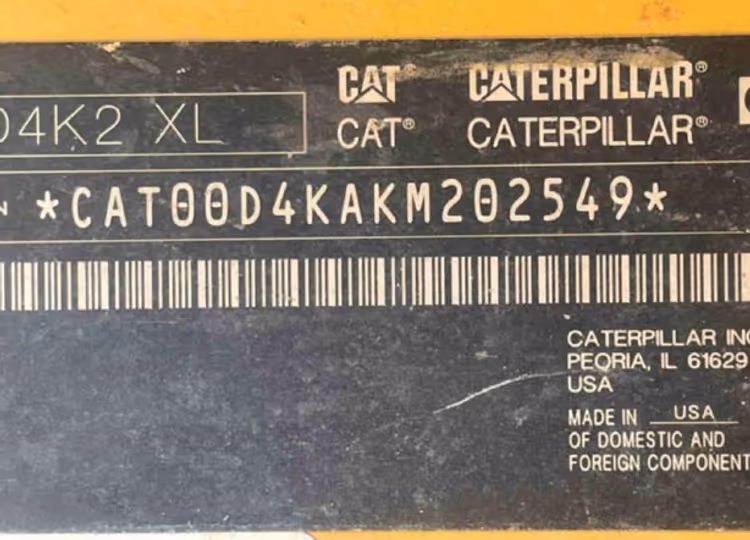 CAT® CATERPILLAR®
D4K2 XL CAT® CATERPILLAR®
*CAT00D4KAKM202549*
CATERPILLAR INC
PEORIA, IL 61629
USA
MADE IN USA
OF DOMESTIC AND
FOREIGN COMPONENT